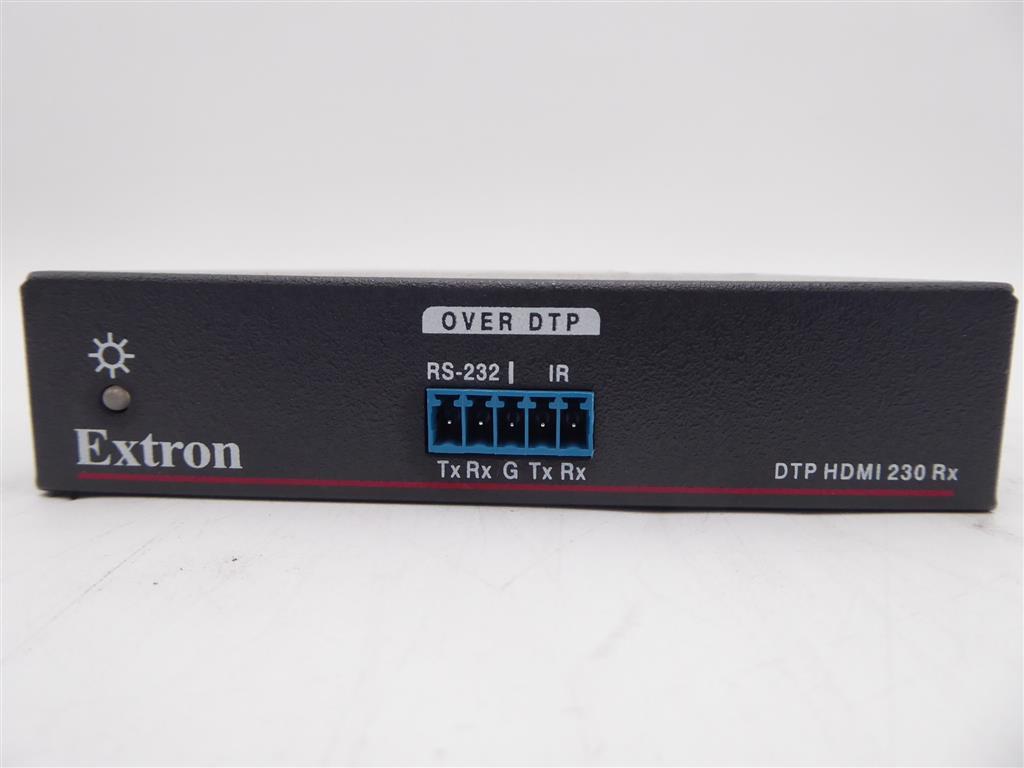 OVER DTP
RS-232 | IR
Tx Rx G Tx Rx
Extron
DTP HDMI 230 Rx